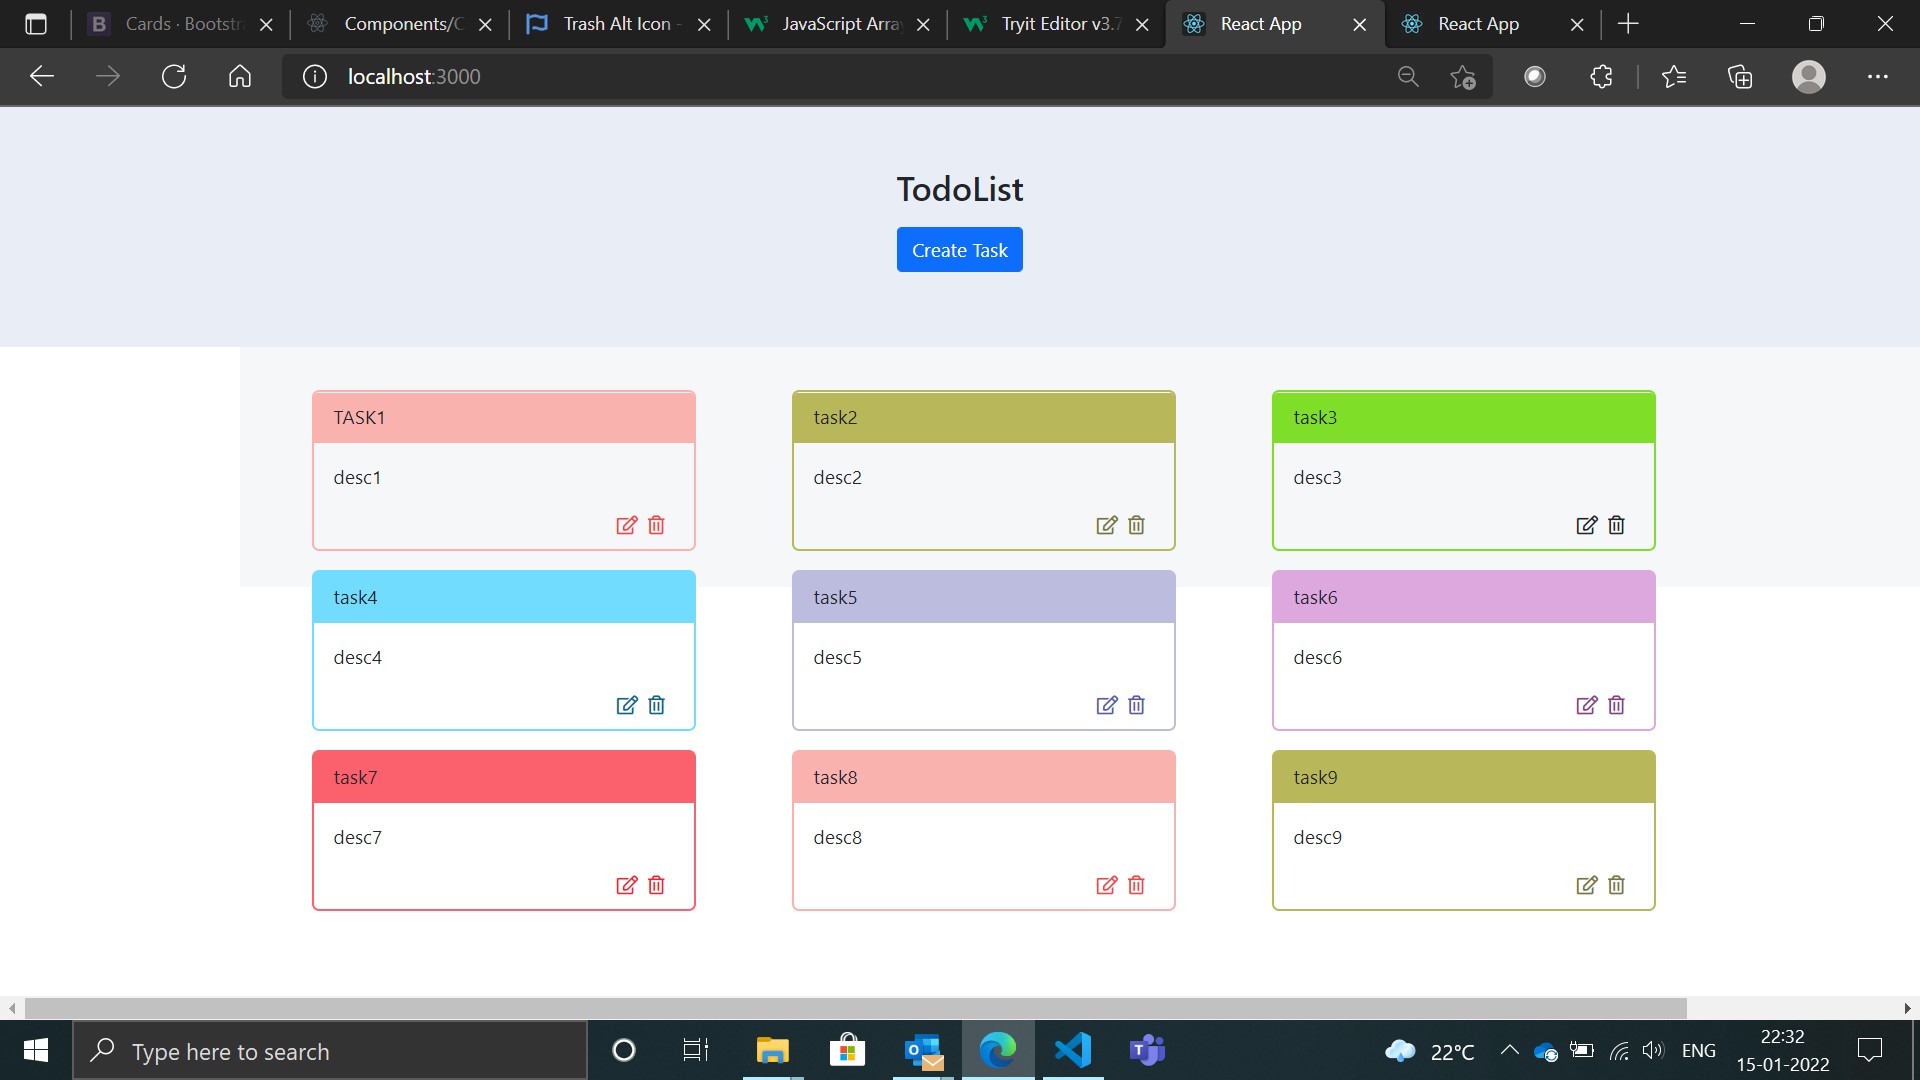 Cards · Bootstr
Components/C
Trash Alt Icon -
JavaScript Array
Tryit Editor v3.7
React App
React App
localhost:3000
TodoList
Create Task
TASK1
task2
task3
desc1
desc2
desc3
task4
task5
task6
desc4
desc5
desc6
task7
task8
task9
desc7
desc8
desc9
Type here to search
22°C
ENG
22:32
15-01-2022